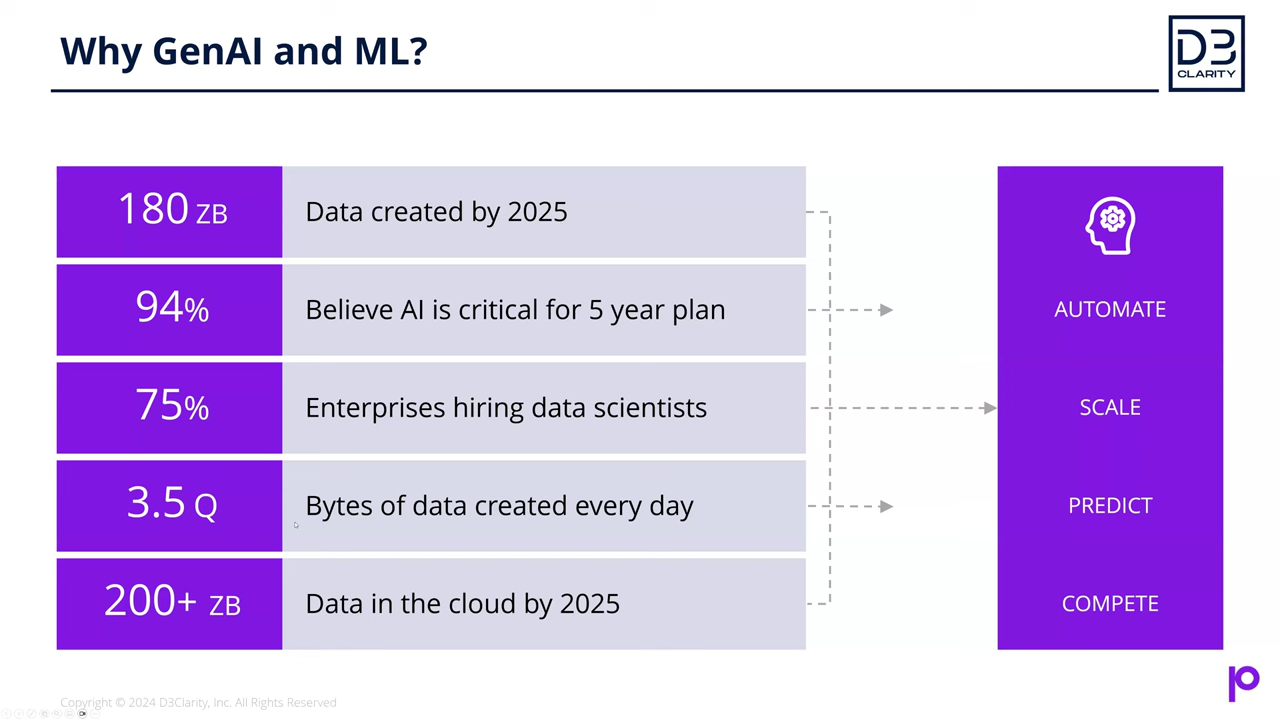 Why GenAI and ML?
D3
CLARITY
180 ZB
Data created by 2025
94%
Believe AI is critical for 5 year plan
75%
Enterprises hiring data scientists
3.5 Q
Bytes of data created every day
200+ ZB
Data in the cloud by 2025
AUTOMATE
SCALE
PREDICT
COMPETE
Copyright © 2024 D3Clarity, Inc. All Rights Reserved